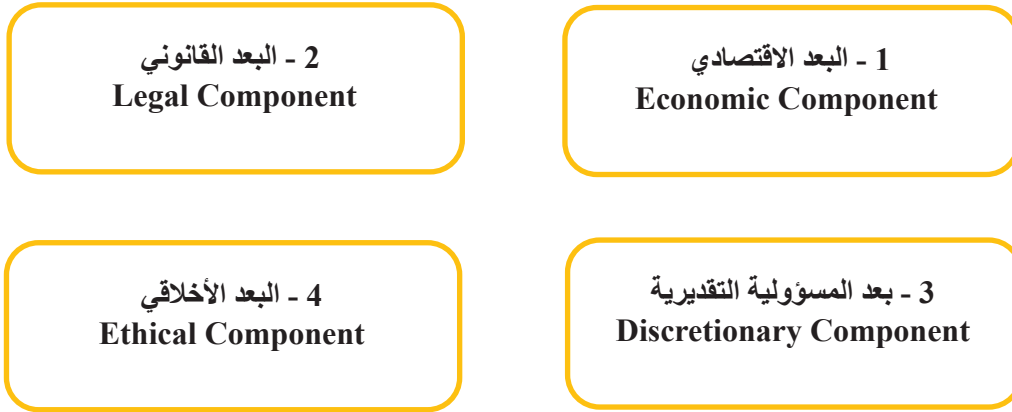 1 - البعد الاقتصادي
Economic Component
2 - البعد القانوني
Legal Component
3 - بعد المسؤولية التقديرية
Discretionary Component
4 - البعد الأخلاقي
Ethical Component